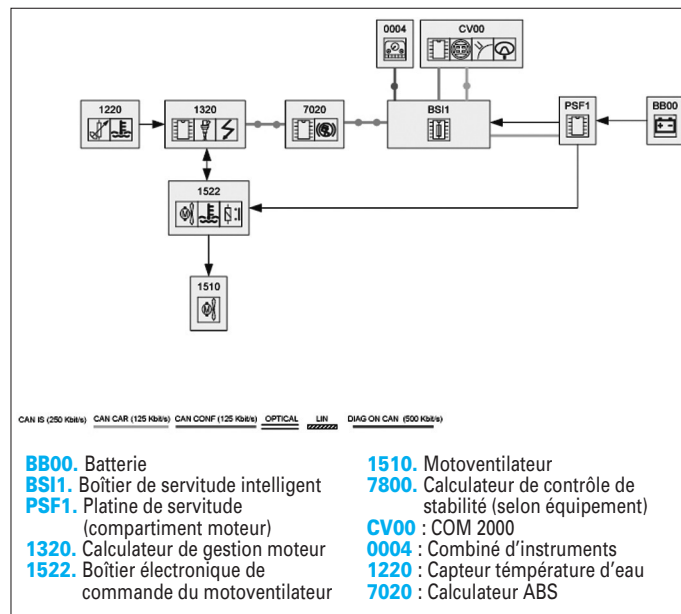 0004
CV00
1220
1320
7020
BSI1
PSF1
BB00
1522
1510
CAN IS (250 Kbit/s) CAN CAR (125 Kbit/s) CAN CONF (125 Kbit/s) OPTICAL LIN DIAG ON CAN (500 Kbit/s)
BB00. Batterie
BSI1. Boîtier de servitude intelligent
PSF1. Platine de servitude
(compartiment moteur)
1320. Calculateur de gestion moteur
1522. Boîtier électronique de
commande du motoventilateur
1510. Motoventilateur
7800. Calculateur de contrôle de
stabilité (selon équipement)
CV00 : COM 2000
0004 : Combiné d'instruments
1220 : Capteur témpérature d'eau
7020 : Calculateur ABS